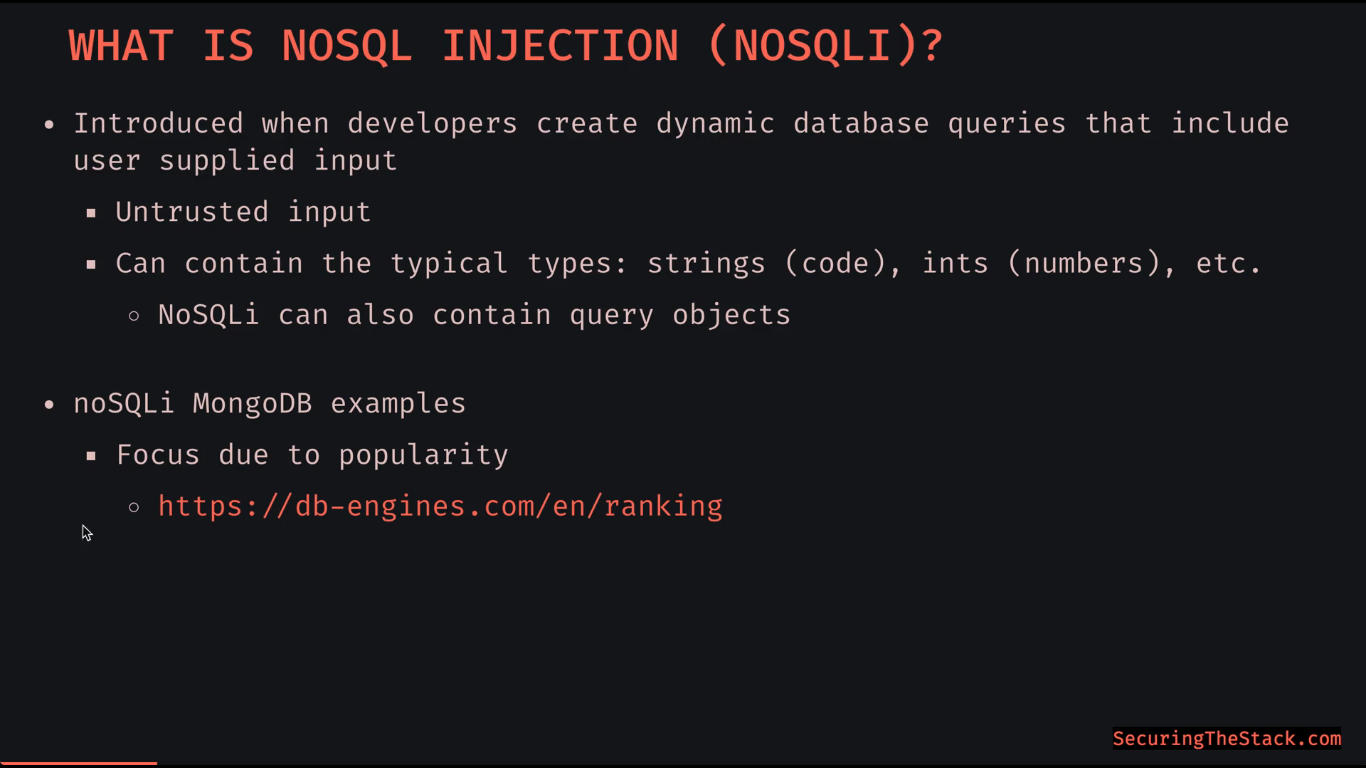 WHAT IS NOSQL INJECTION (NOSQLI)?
Introduced when developers create dynamic database queries that include
user supplied input
Untrusted input
Can contain the typical types: strings (code), ints (numbers), etc.
NoSQLi can also contain query objects
noSQLi MongoDB examples
Focus due to popularity
https://db-engines.com/en/ranking
SecuringTheStack.com